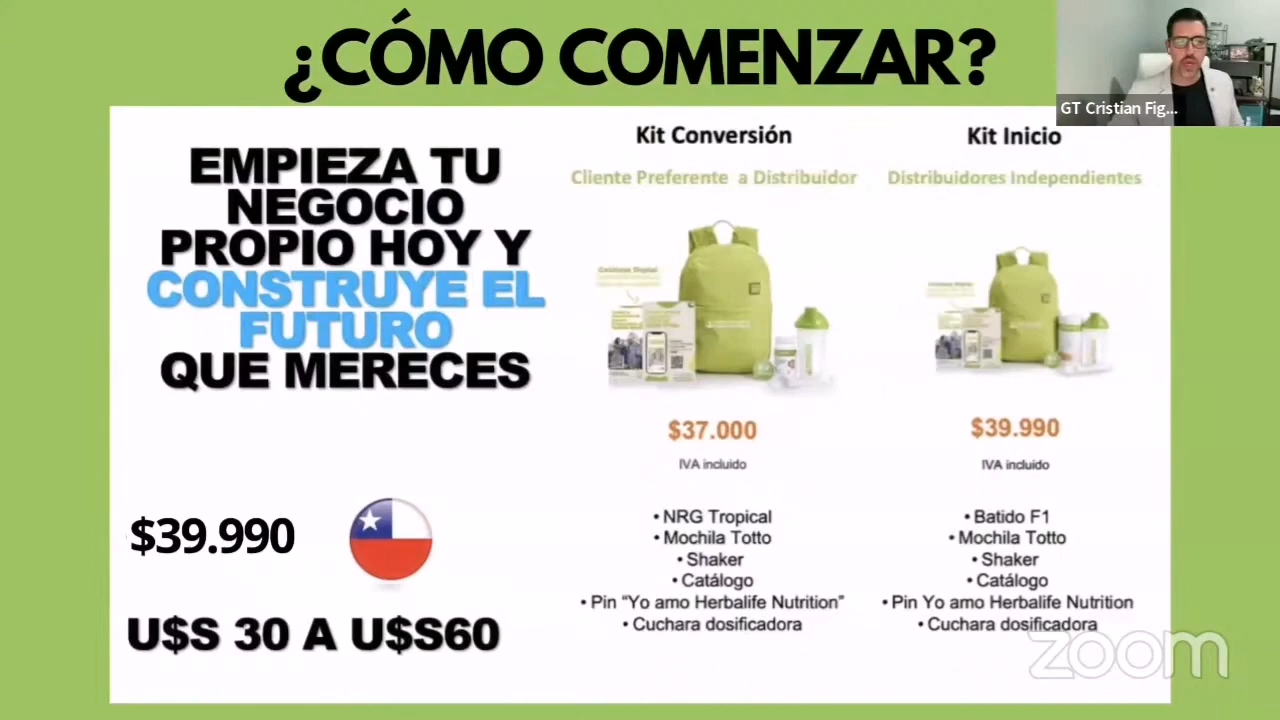 ¿CÓMO COMENZAR?
GT Cristian Fig...
EMPIEZA TU
NEGOCIO
PROPIO HOY Y
CONSTRUYE EL
FUTURO
QUE MERECES
$39.990
U$S 30 A U$S60
Kit Conversión
Cliente Preferente a Distribuidor
Catálogo Digital
$37.000
IVA incluido
• NRG Tropical
• Mochila Totto
• Shaker
• Catálogo
• Pin “Yo amo Herbalife Nutrition”
• Cuchara dosificadora
Kit Inicio
Distribuidores Independientes
$39.990
IVA incluido
• Batido F1
• Mochila Totto
• Shaker
• Catálogo
• Pin Yo amo Herbalife Nutrition
• Cuchara dosificadora
zoom